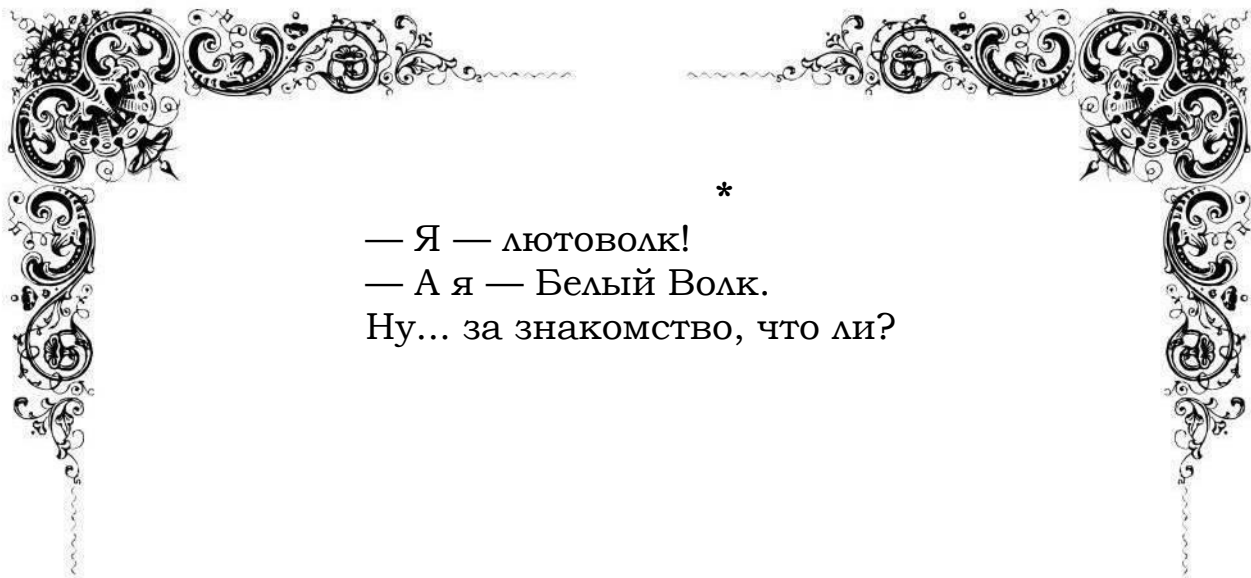 *
— Я — лютоволк!
— А я — Белый Волк.
Ну... за знакомство, что ли?